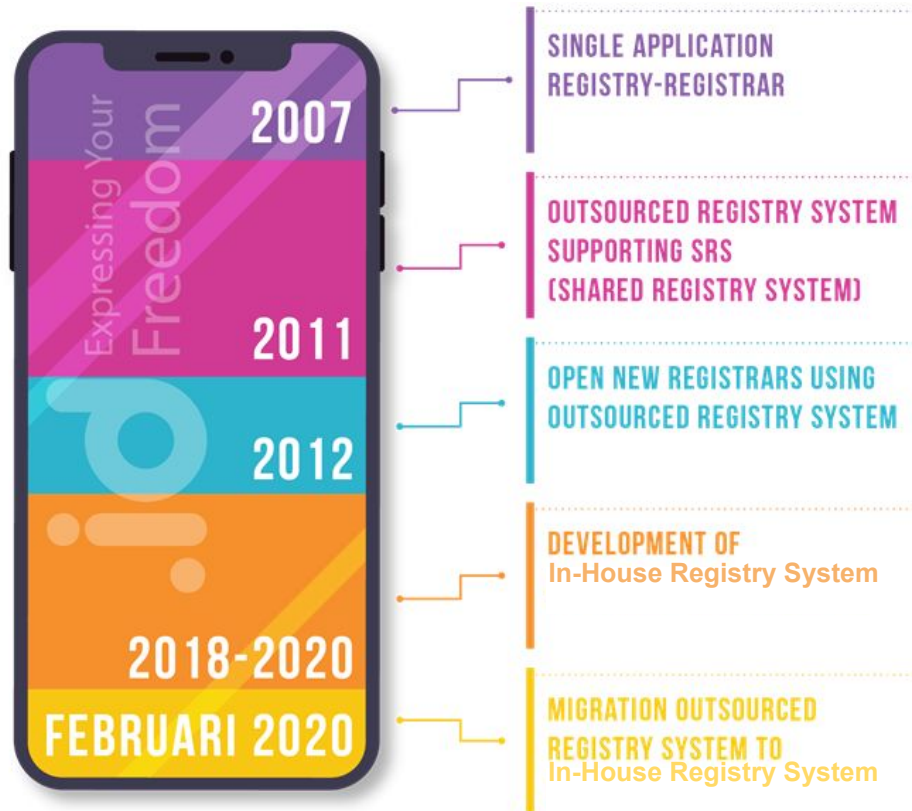 2007
SINGLE APPLICATION
REGISTRY-REGISTRAR
2011
OUTSOURCED REGISTRY SYSTEM
SUPPORTING SRS
(SHARED REGISTRY SYSTEM)
2012
OPEN NEW REGISTRARS USING
OUTSOURCED REGISTRY SYSTEM
2018-2020
DEVELOPMENT OF
In-House Registry System
FEBRUARI 2020
MIGRATION OUTSOURCED
REGISTRY SYSTEM TO
In-House Registry System
Expressing Your
Freedom
.id